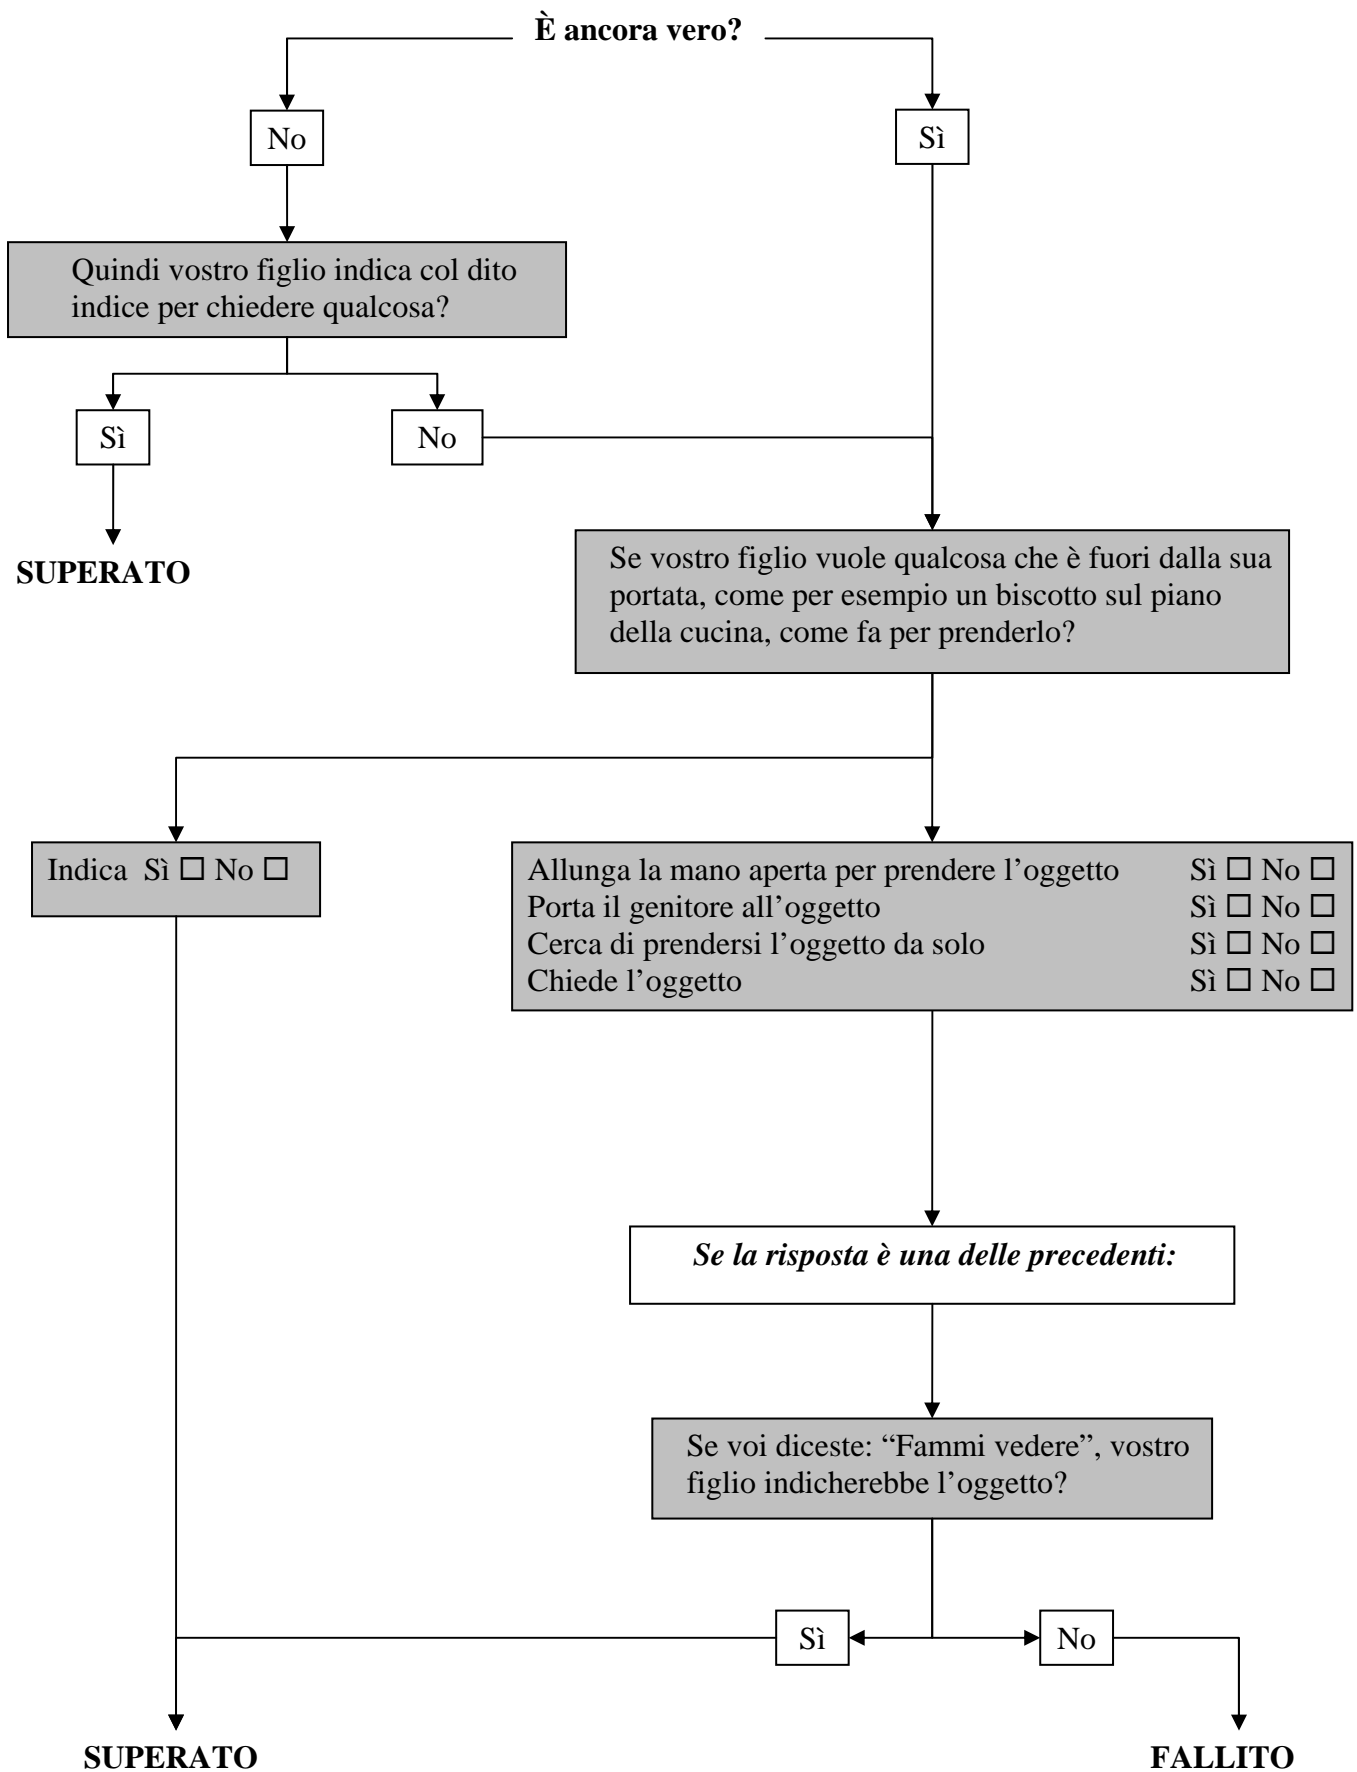 È ancora vero?
No
Sì
Quindi vostro figlio indica col dito
indice per chiedere qualcosa?
Sì
No
SUPERATO
Se vostro figlio vuole qualcosa che è fuori dalla sua
portata, come per esempio un biscotto sul piano
della cucina, come fa per prenderlo?
Indica Sì □ No □
Allunga la mano aperta per prendere l’oggetto Sì □ No □
Porta il genitore all’oggetto Sì □ No □
Cerca di prendersi l’oggetto da solo Sì □ No □
Chiede l’oggetto Sì □ No □
Se la risposta è una delle precedenti:
Se voi diceste: “Fammi vedere”, vostro
figlio indicherebbe l’oggetto?
Sì
No
SUPERATO
FALLITO